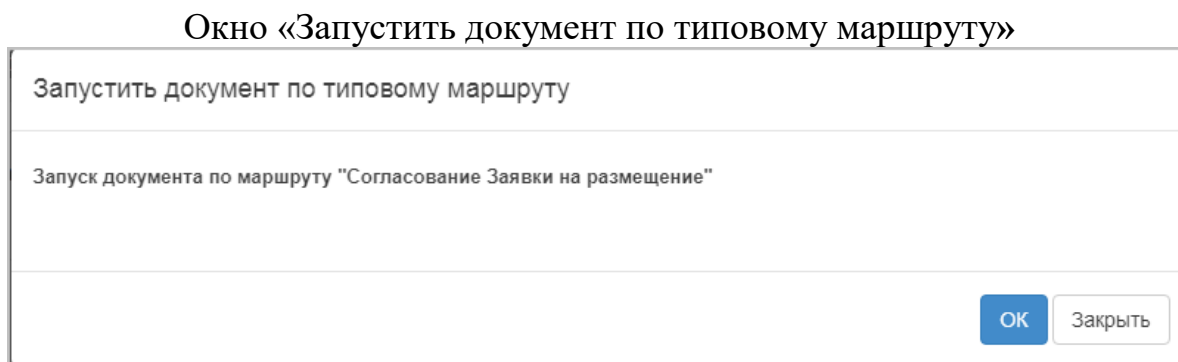 Окно «Запустить документ по типовому маршруту»
Запустить документ по типовому маршруту
Запуск документа по маршруту "Согласование Заявки на размещение"
ОК Закрыть